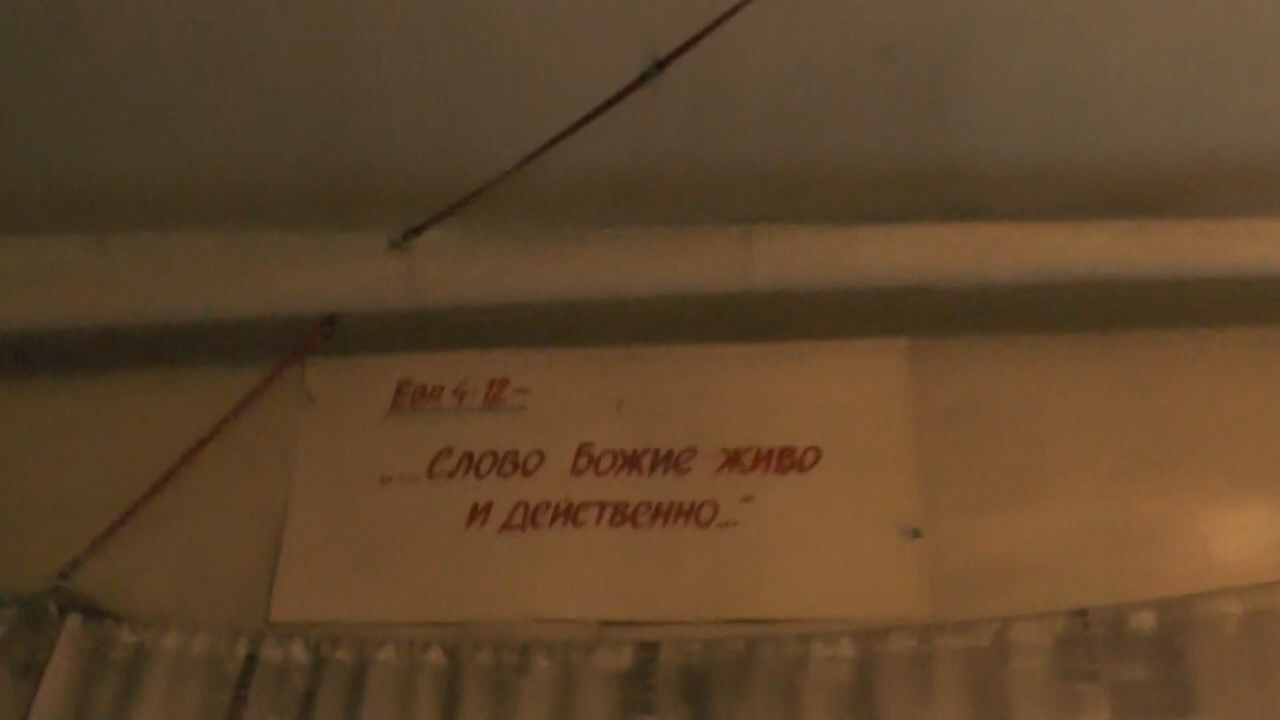 Евр 4:12-
„...Слово Божие живо
и действенно..."